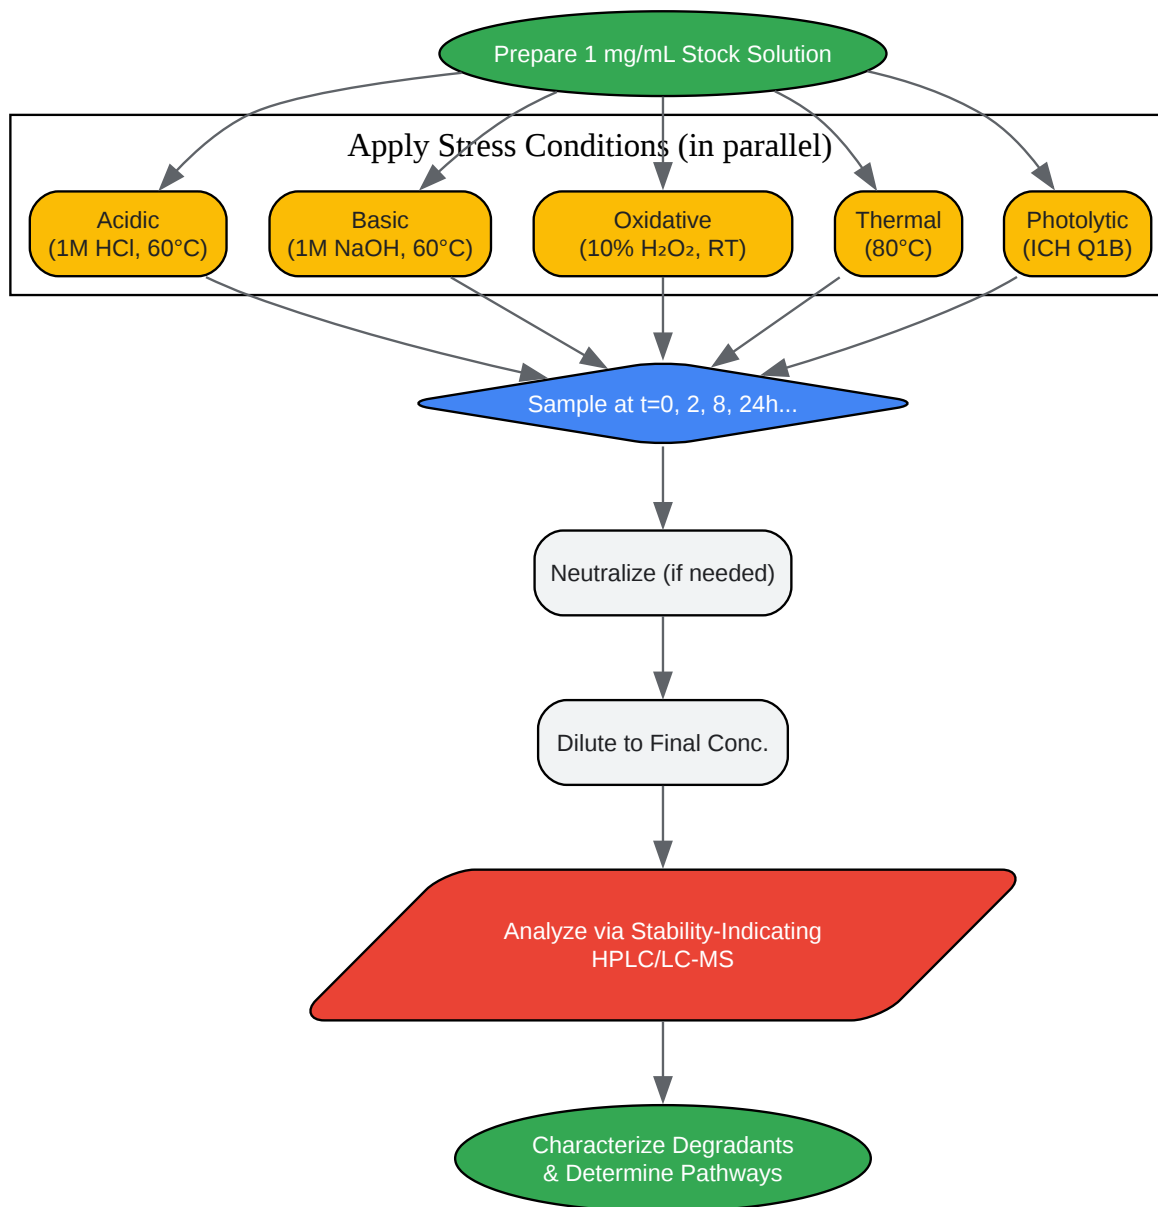 Prepare 1 mg/mL Stock Solution
Apply Stress Conditions (in parallel)
Acidic
(1M HCl, 60°C)
Basic
(1M NaOH, 60°C)
Oxidative
(10% H₂O₂, RT)
Thermal
(80°C)
Photolytic
(ICH Q1B)
Sample at t=0, 2, 8, 24h...
Neutralize (if needed)
Dilute to Final Conc.
Analyze via Stability-Indicating
HPLC/LC-MS
Characterize Degradants
& Determine Pathways